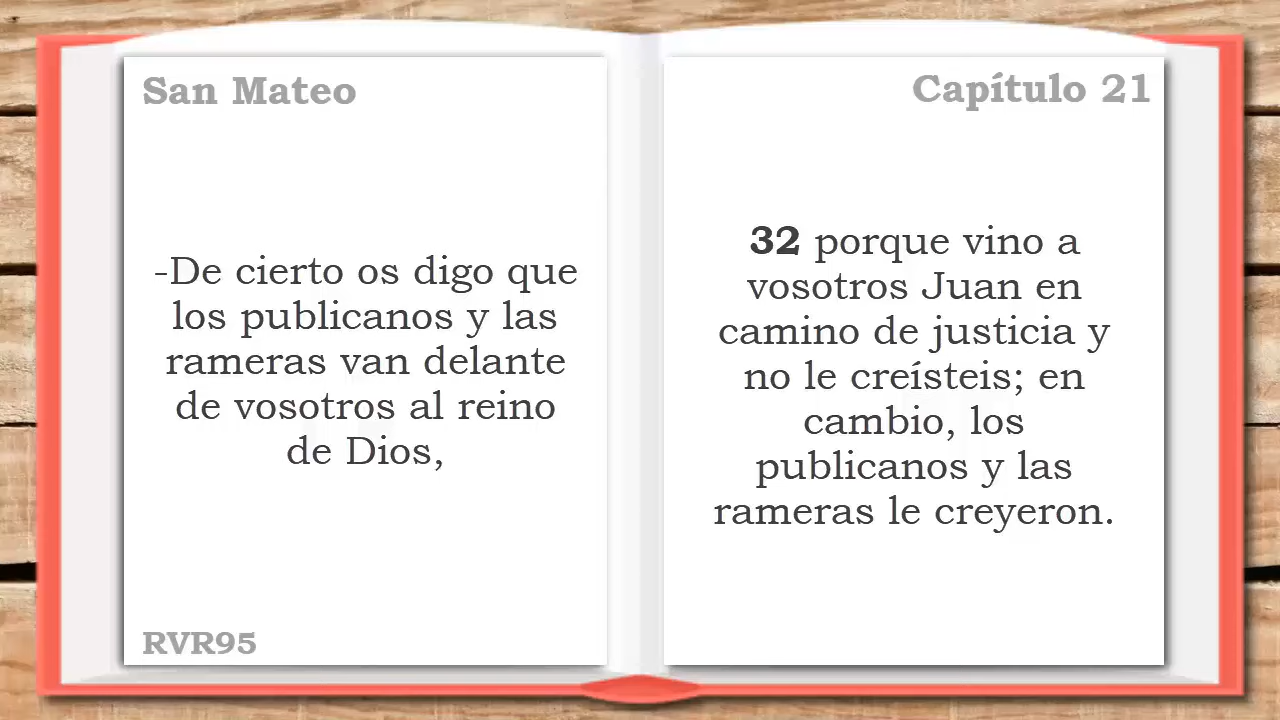 San Mateo
-De cierto os digo que
los publicanos y las
rameras van delante
de vosotros al reino
de Dios,
RVR95
Capítulo 21
32 porque vino a
vosotros Juan en
camino de justicia y
no le creísteis; en
cambio, los
publicanos y las
rameras le creyeron.